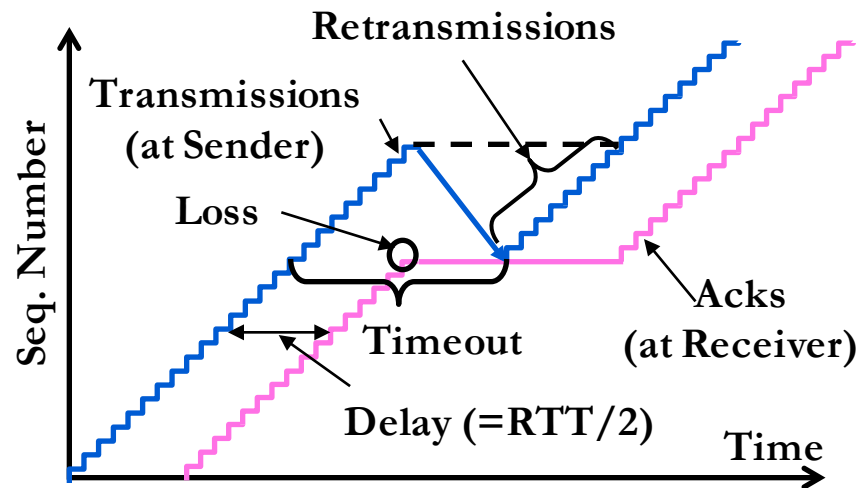 Retransmissions
Transmissions
(at Sender)
Loss
Seq. Number
Timeout
Acks
(at Receiver)
Delay (=RTT/2)
Time